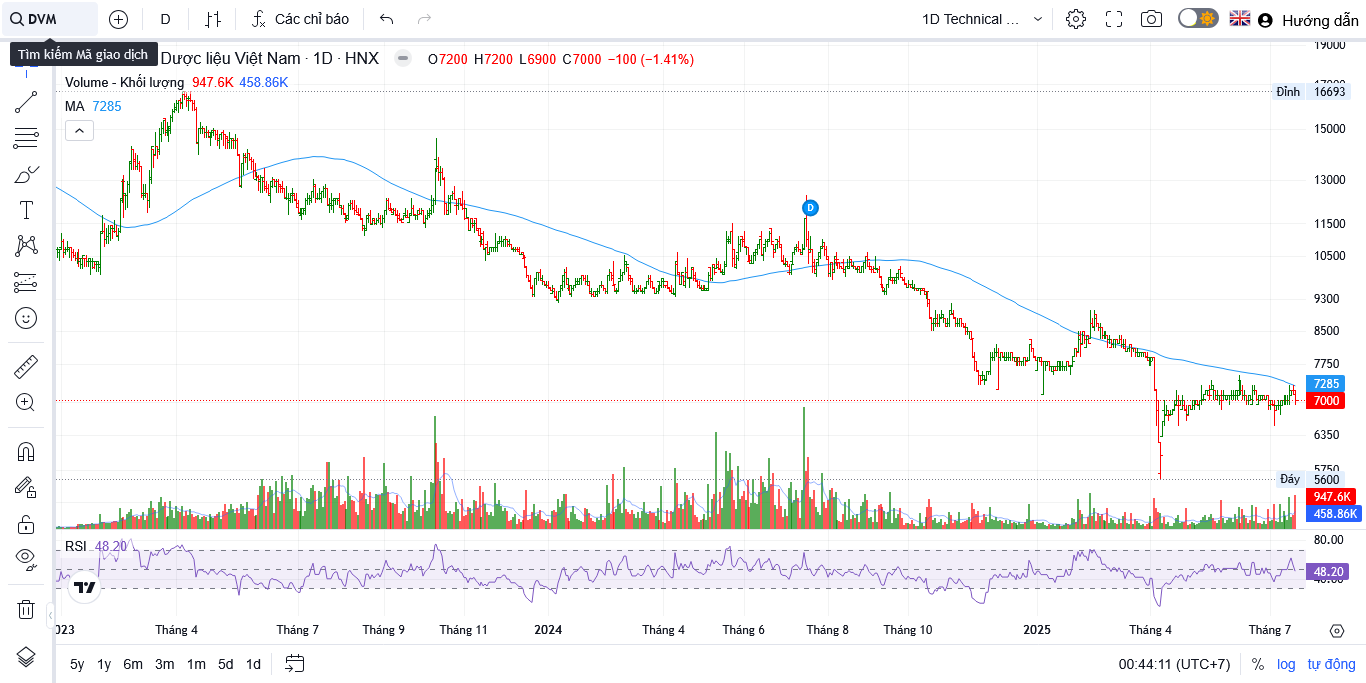 DVM D Các chỉ báo 1D Technical ... Hướng dẫn
Tìm kiếm Mã giao dịch
Dược liệu Việt Nam · 1D · HNX O7200 H7200 L6900 C7000 −100 (−1.41%)
Volume - Khối lượng 947.6K 458.86K
MA 7285
19000
17000
Đỉnh 16693
15000
13000
D
11500
10500
9300
8500
7750
7285
7000
6350
5750
Đáy 5600
947.6K
458.86K
RSI 48.20
80.00
48.20
40.00
2023 Tháng 4 Tháng 7 Tháng 9 Tháng 11 2024 Tháng 4 Tháng 6 Tháng 8 Tháng 10 2025 Tháng 4 Tháng 7
5y 1y 6m 3m 1m 5d 1d 00:44:11 (UTC+7) % log tự động